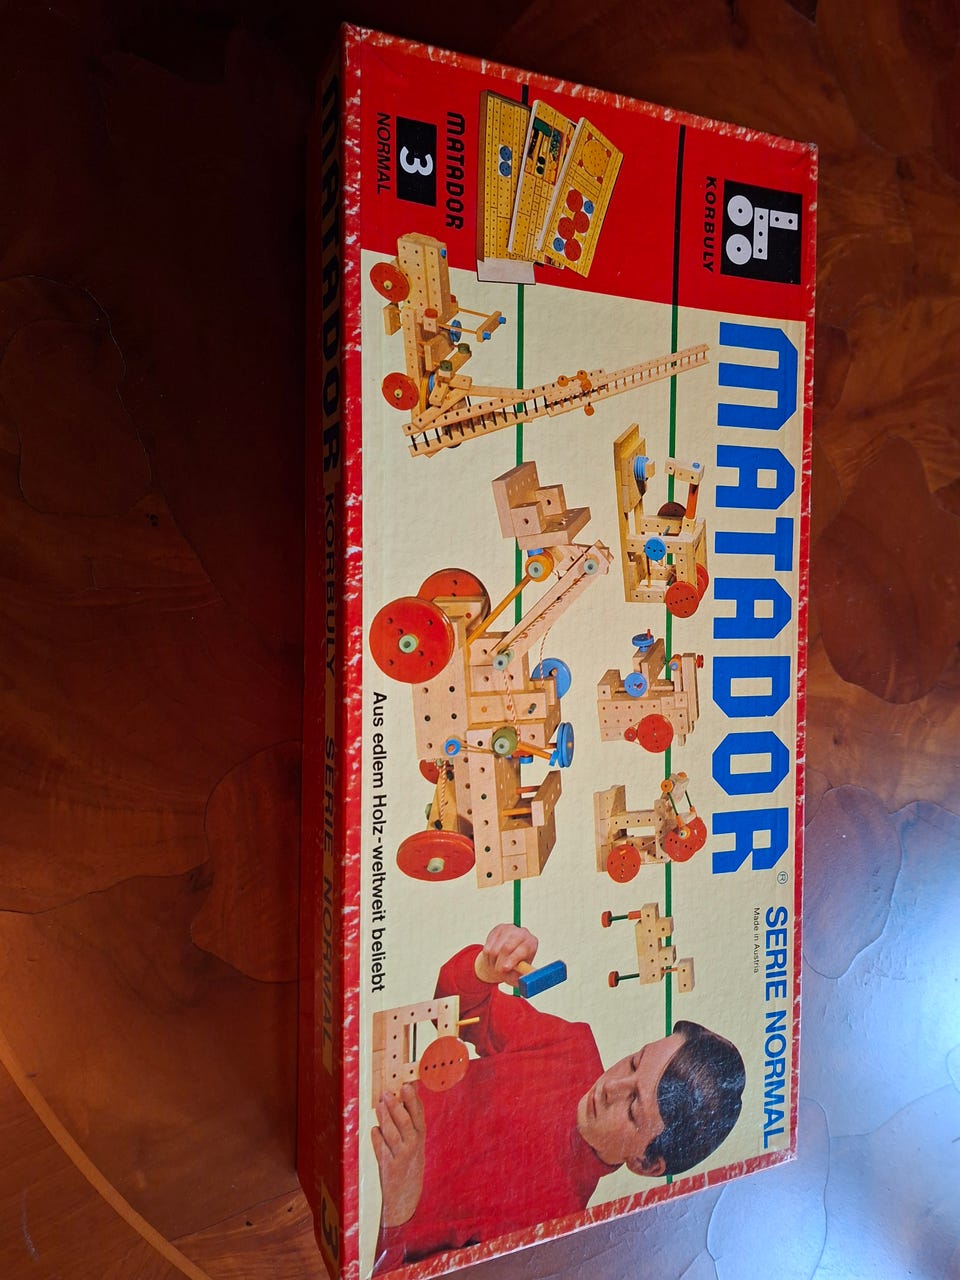 KORBULY
MATADOR
3
NORMAL
MATADOR®
SERIE NORMAL
Made in Austria
Aus edlem Holz-weltweit beliebt
MATADOR KORBULY SERIE NORMAL 3